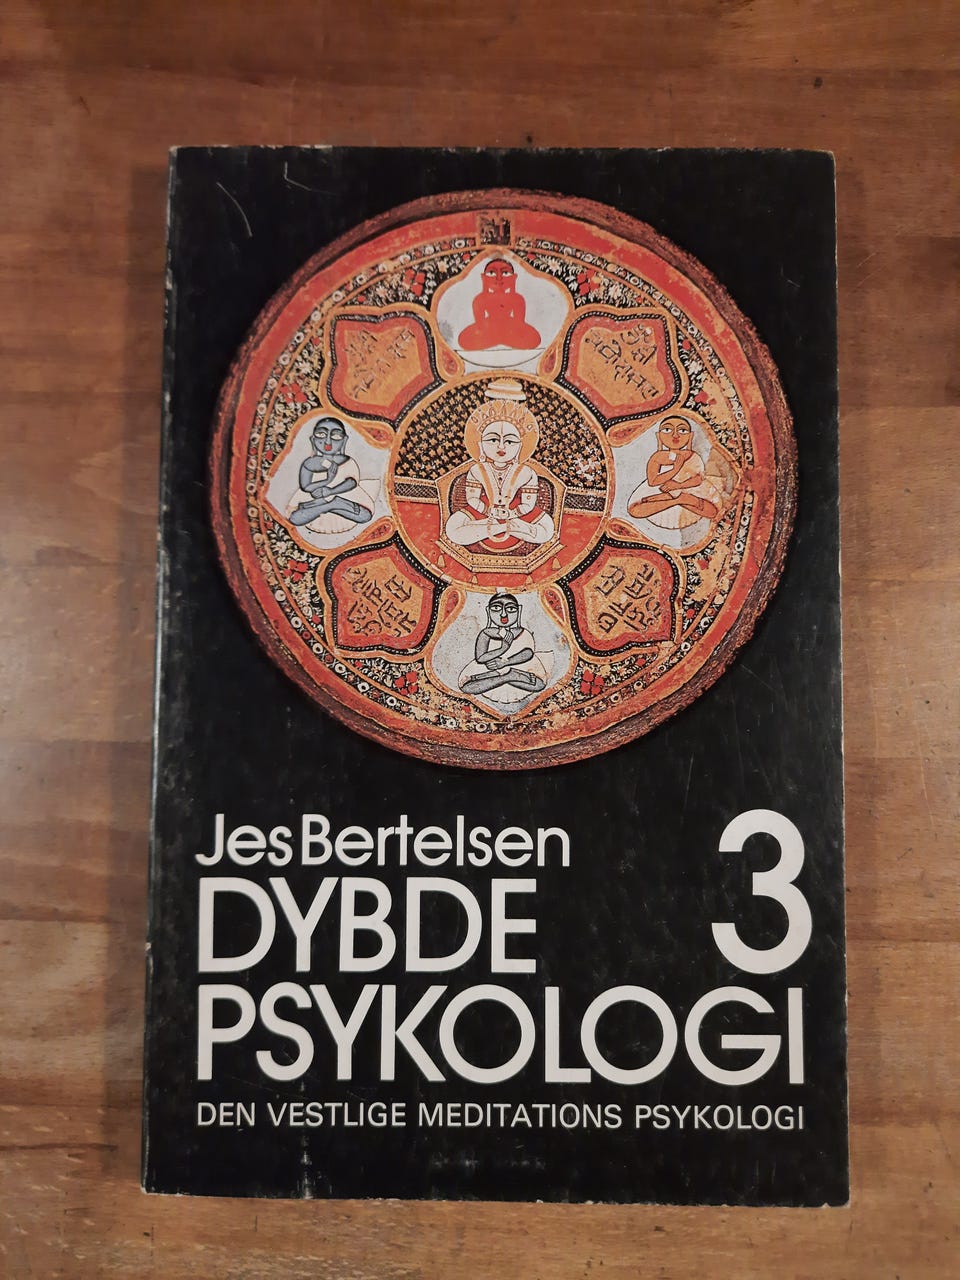 Jes Bertelsen
3
DYBDE
PSYKOLOGI
DEN VESTLIGE MEDITATIONS PSYKOLOGI